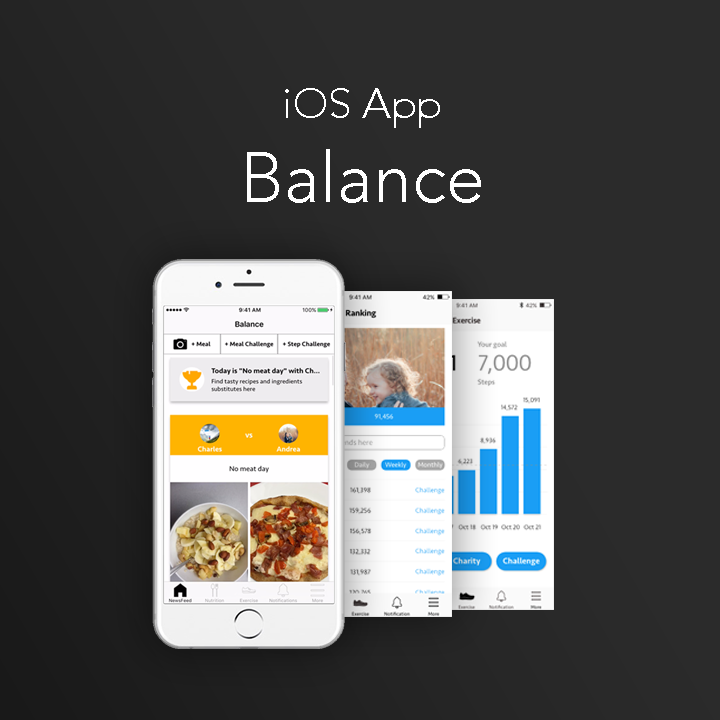 iOS App
Balance
9:41 AM
100%
Balance
+ Meal
+ Meal Challenge
+ Step Challenge
Today is "No meat day" with Ch...
Find tasty recipes and ingredients
substitutes here
Charles
vs
Andrea
No meat day
NewsFeed
Nutrition
Exercise
Notifications
More
9:41 AM
42%
Ranking
91,456
nds here
Daily
Weekly
Monthly
161,398
Challenge
159,256
Challenge
156,578
Challenge
132,332
Challenge
131,987
Challenge
130,765
Challenge
Exercise
Notification
More
9:41 AM
42%
Exercise
Your goal
7,000
Steps
6,223
8,936
14,572
15,091
Oct 18
Oct 19
Oct 20
Oct 21
Charity
Challenge
Exercise
Notification
More